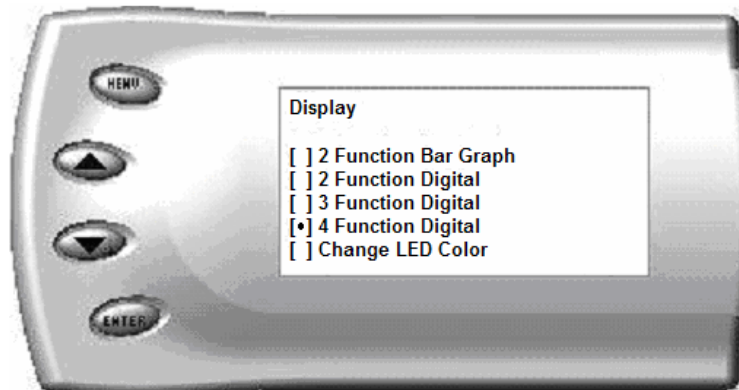 MENU
Display
[ ] 2 Function Bar Graph
[ ] 2 Function Digital
[ ] 3 Function Digital
[•] 4 Function Digital
[ ] Change LED Color
ENTER